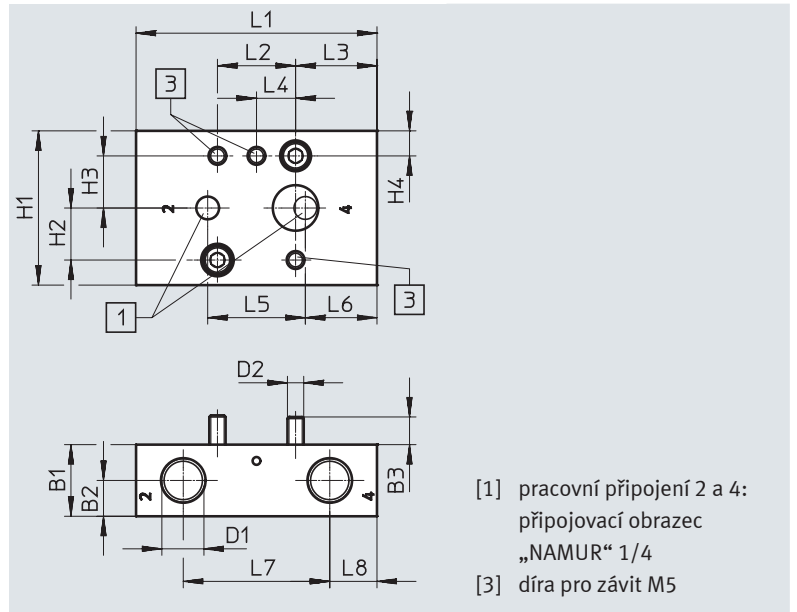 L1
L2
L3
3
L4
H1
H3
H2
H4
2
4
1
3
L5
L6
D2
B1
B2
B3
2
4
D1
L7
L8
[1] pracovní připojení 2 a 4:
připojovací obrazec
„NAMUR“ 1/4
[3] díra pro závit M5